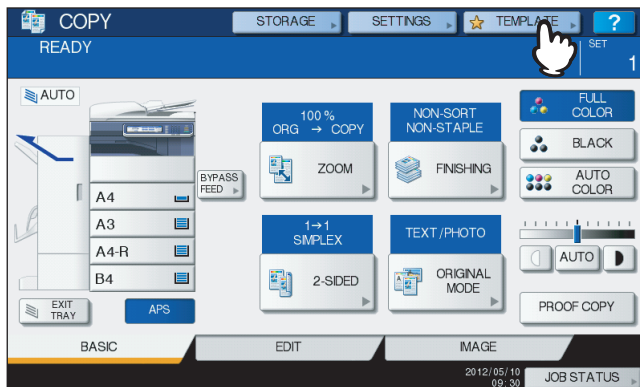 COPY
STORAGE
SETTINGS
TEMPLATE
?
READY
SET
1
AUTO
A4
A3
A4-R
B4
BYPASS
FEED
EXIT
TRAY
APS
100 %
ORG → COPY
ZOOM
NON-SORT
NON-STAPLE
FINISHING
1→1
SIMPLEX
2-SIDED
TEXT/PHOTO
ORIGINAL
MODE
FULL
COLOR
BLACK
AUTO
COLOR
AUTO
PROOF COPY
BASIC
EDIT
IMAGE
2012/05/10
09:30
JOB STATUS